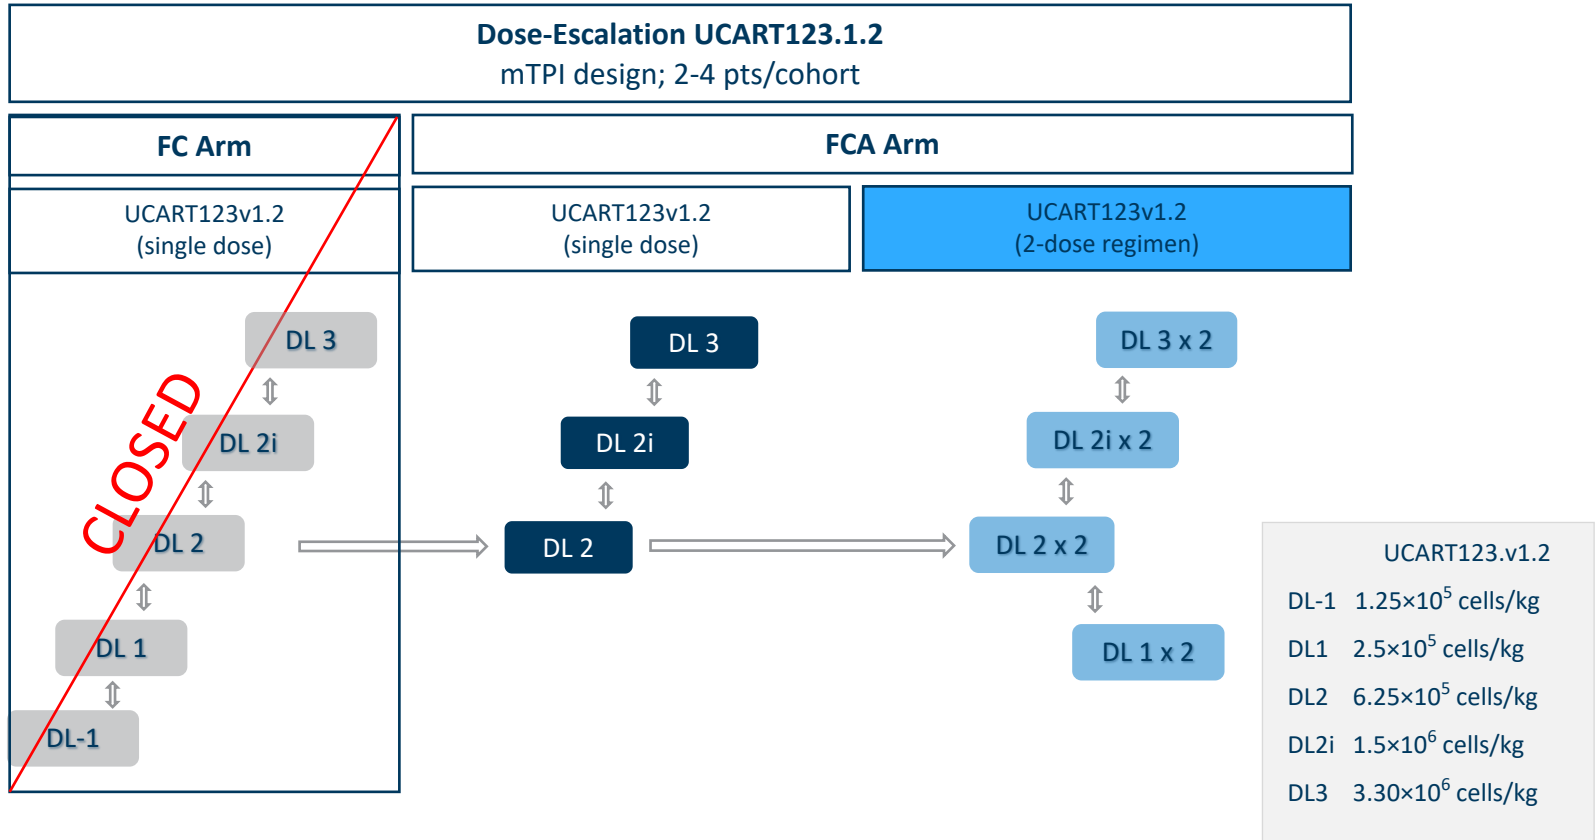 Dose-Escalation UCART123.1.2
mTPI design; 2-4 pts/cohort
FC Arm
FCA Arm
UCART123v1.2
(single dose)
UCART123v1.2
(single dose)
UCART123v1.2
(2-dose regimen)
CLOSED
DL 3
DL 2i
DL 2
DL 1
DL-1
DL 3
DL 2i
DL 2
DL 3 x 2
DL 2i x 2
DL 2 x 2
DL 1 x 2
UCART123.v1.2
DL-1 1.25×10⁵ cells/kg
DL1 2.5×10⁵ cells/kg
DL2 6.25×10⁵ cells/kg
DL2i 1.5×10⁶ cells/kg
DL3 3.30×10⁶ cells/kg